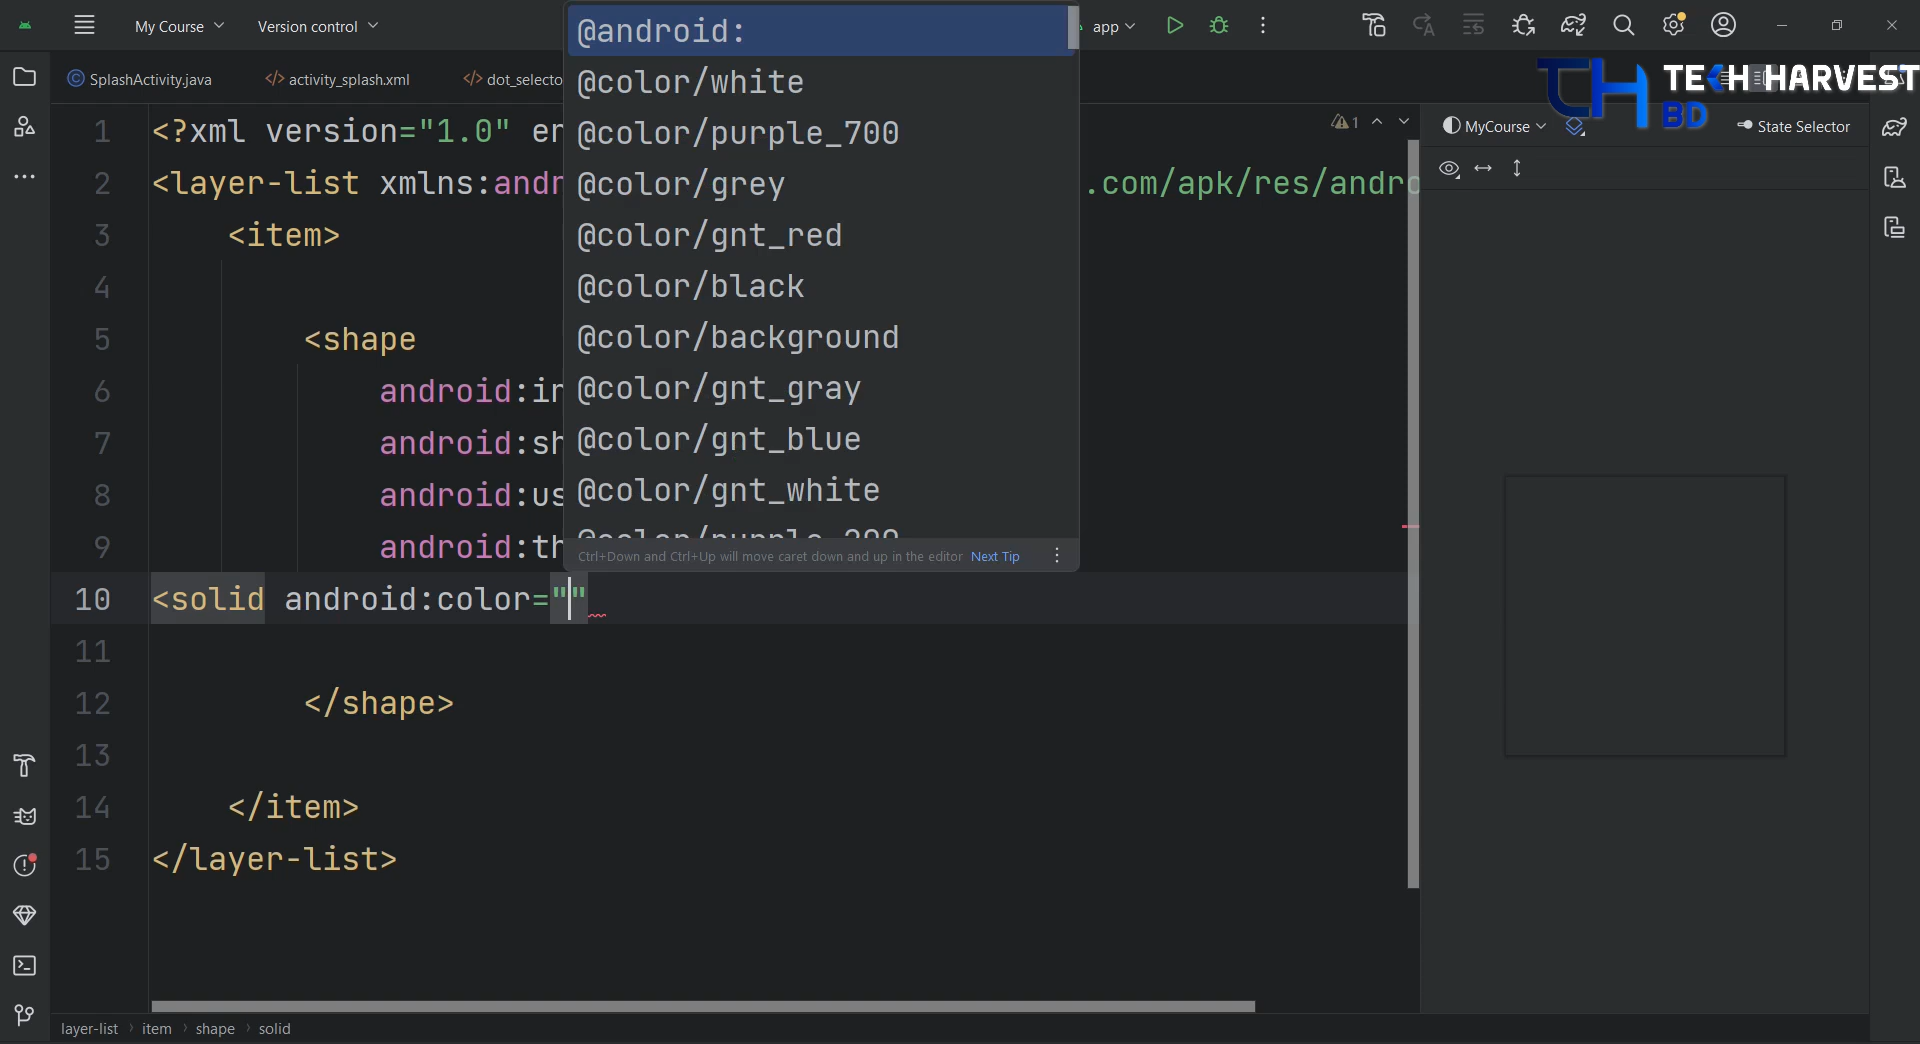 My Course
Version control
app
SplashActivity.java
activity_splash.xml
dot_selecto
TECH HARVEST
BD
@android:
@color/white
@color/purple_700
@color/grey
@color/gnt_red
@color/black
@color/background
@color/gnt_gray
@color/gnt_blue
@color/gnt_white
Ctrl+Down and Ctrl+Up will move caret down and up in the editor Next Tip
1 <?xml version="1.0" en
2 <layer-list xmlns:andr .com/apk/res/andro
3 <item>
4
5 <shape
6 android:in
7 android:sh
8 android:us
9 android:th
10 <solid android:color=""
11
12 </shape>
13
14 </item>
15 </layer-list>
1
MyCourse
State Selector
layer-list › item › shape › solid